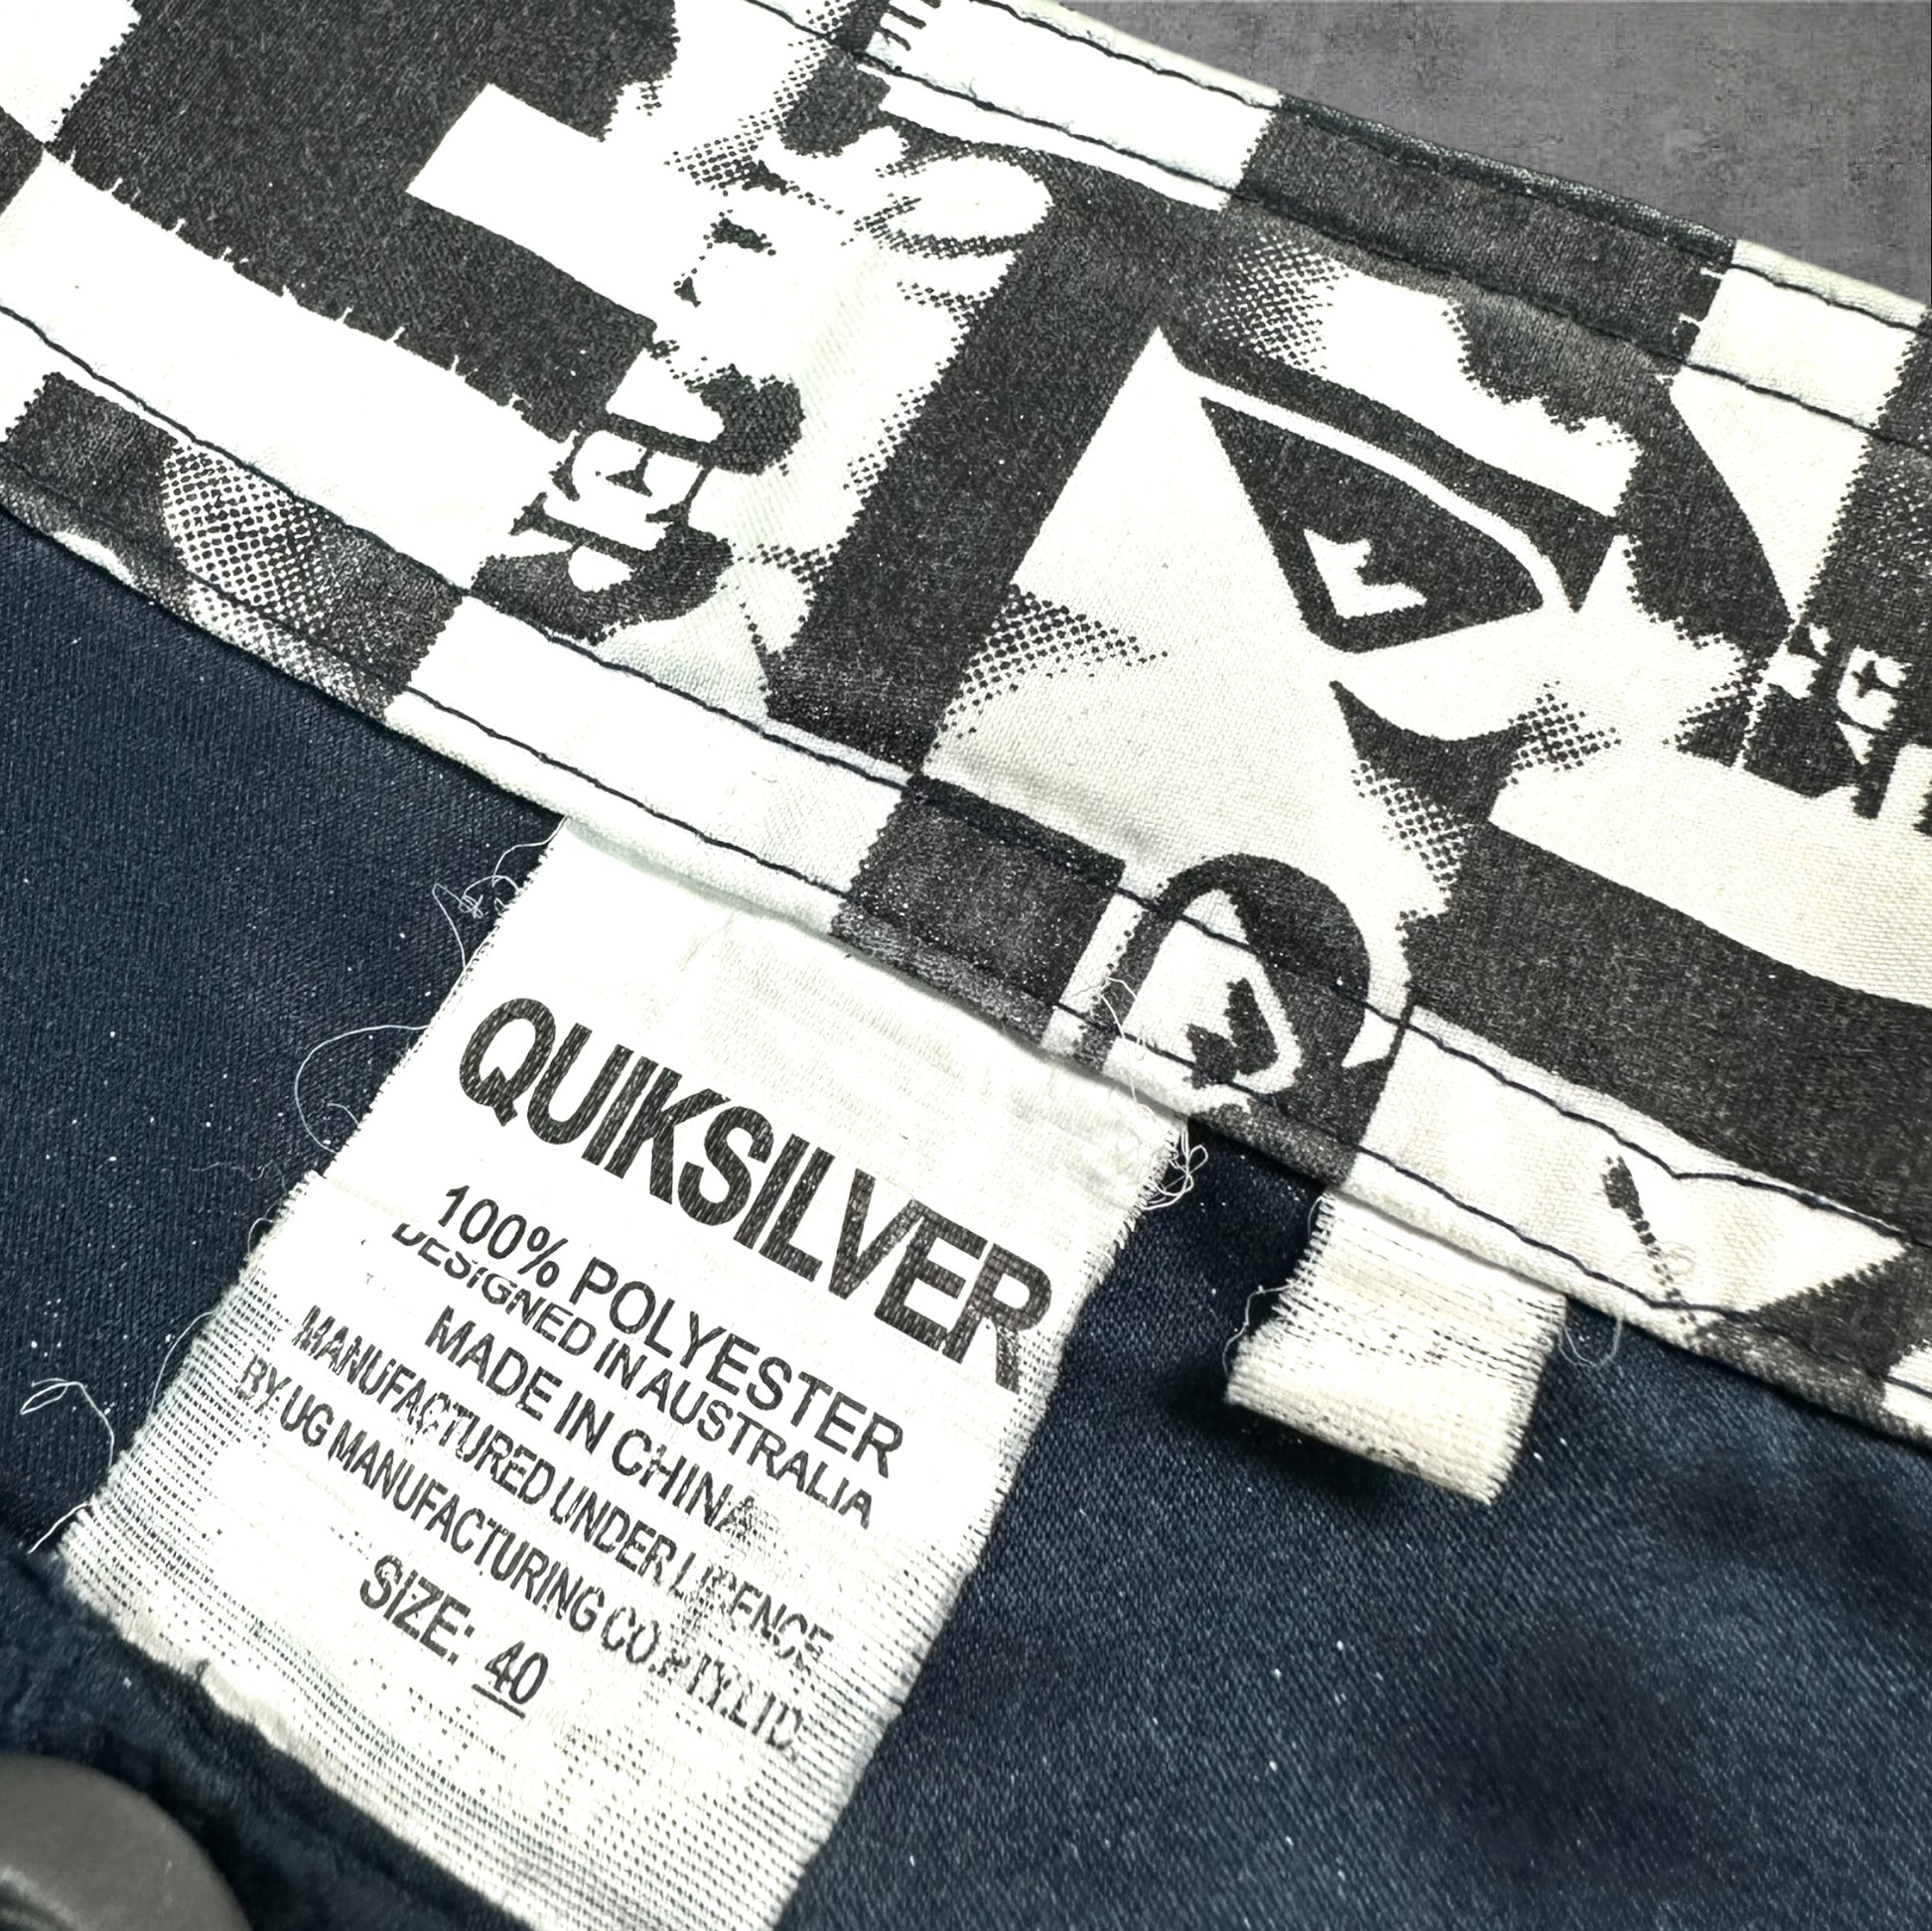 QUIKSILVER
100% POLYESTER
DESIGNED IN AUSTRALIA
MADE IN CHINA
MANUFACTURED UNDER LICENCE
BY UG MANUFACTURING CO. PTY. LTD.
SIZE: 40